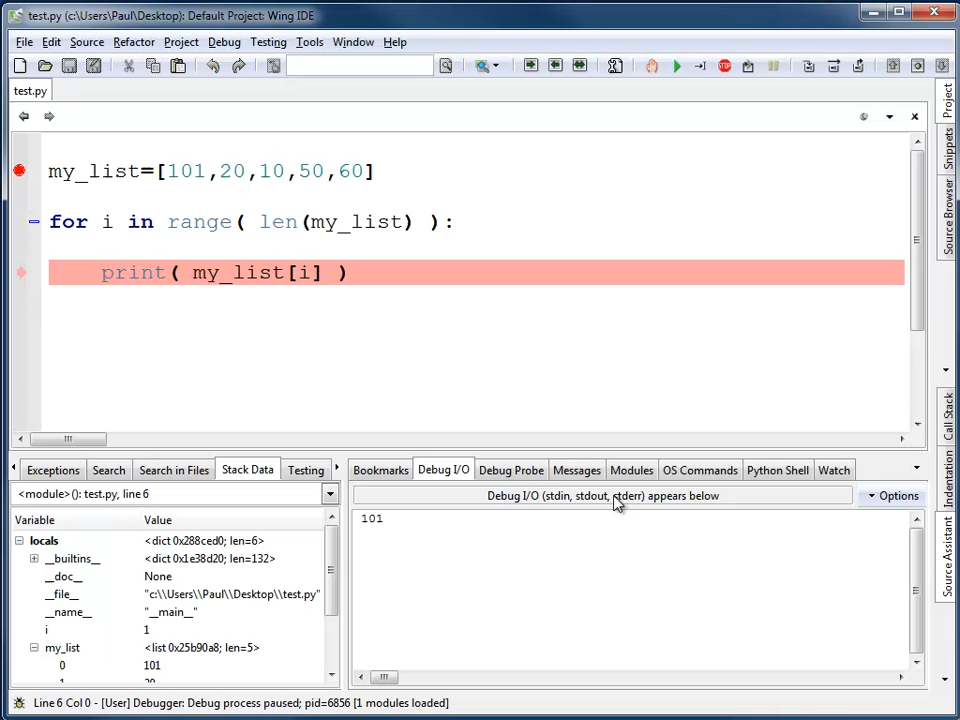 test.py (c:\Users\Paul\Desktop): Default Project: Wing IDE
File Edit Source Refactor Project Debug Testing Tools Window Help
test.py
my_list=[101,20,10,50,60]
for i in range( len(my_list) ):
print( my_list[i] )
Project
Snippets
Source Browser
Call Stack
Indentation
Source Assistant
Exceptions Search Search in Files Stack Data Testing
<module>(): test.py, line 6
Variable Value
locals <dict 0x288ced0; len=6>
__builtins__ <dict 0x1e38d20; len=132>
__doc__ None
__file__ "c:\\Users\\Paul\\Desktop\\test.py"
__name__ "__main__"
i 1
my_list <list 0x25b90a8; len=5>
0 101
1 20
Bookmarks Debug I/O Debug Probe Messages Modules OS Commands Python Shell Watch
Debug I/O (stdin, stdout, stderr) appears below
Options
101
Line 6 Col 0 - [User] Debugger: Debug process paused; pid=6856 [1 modules loaded]